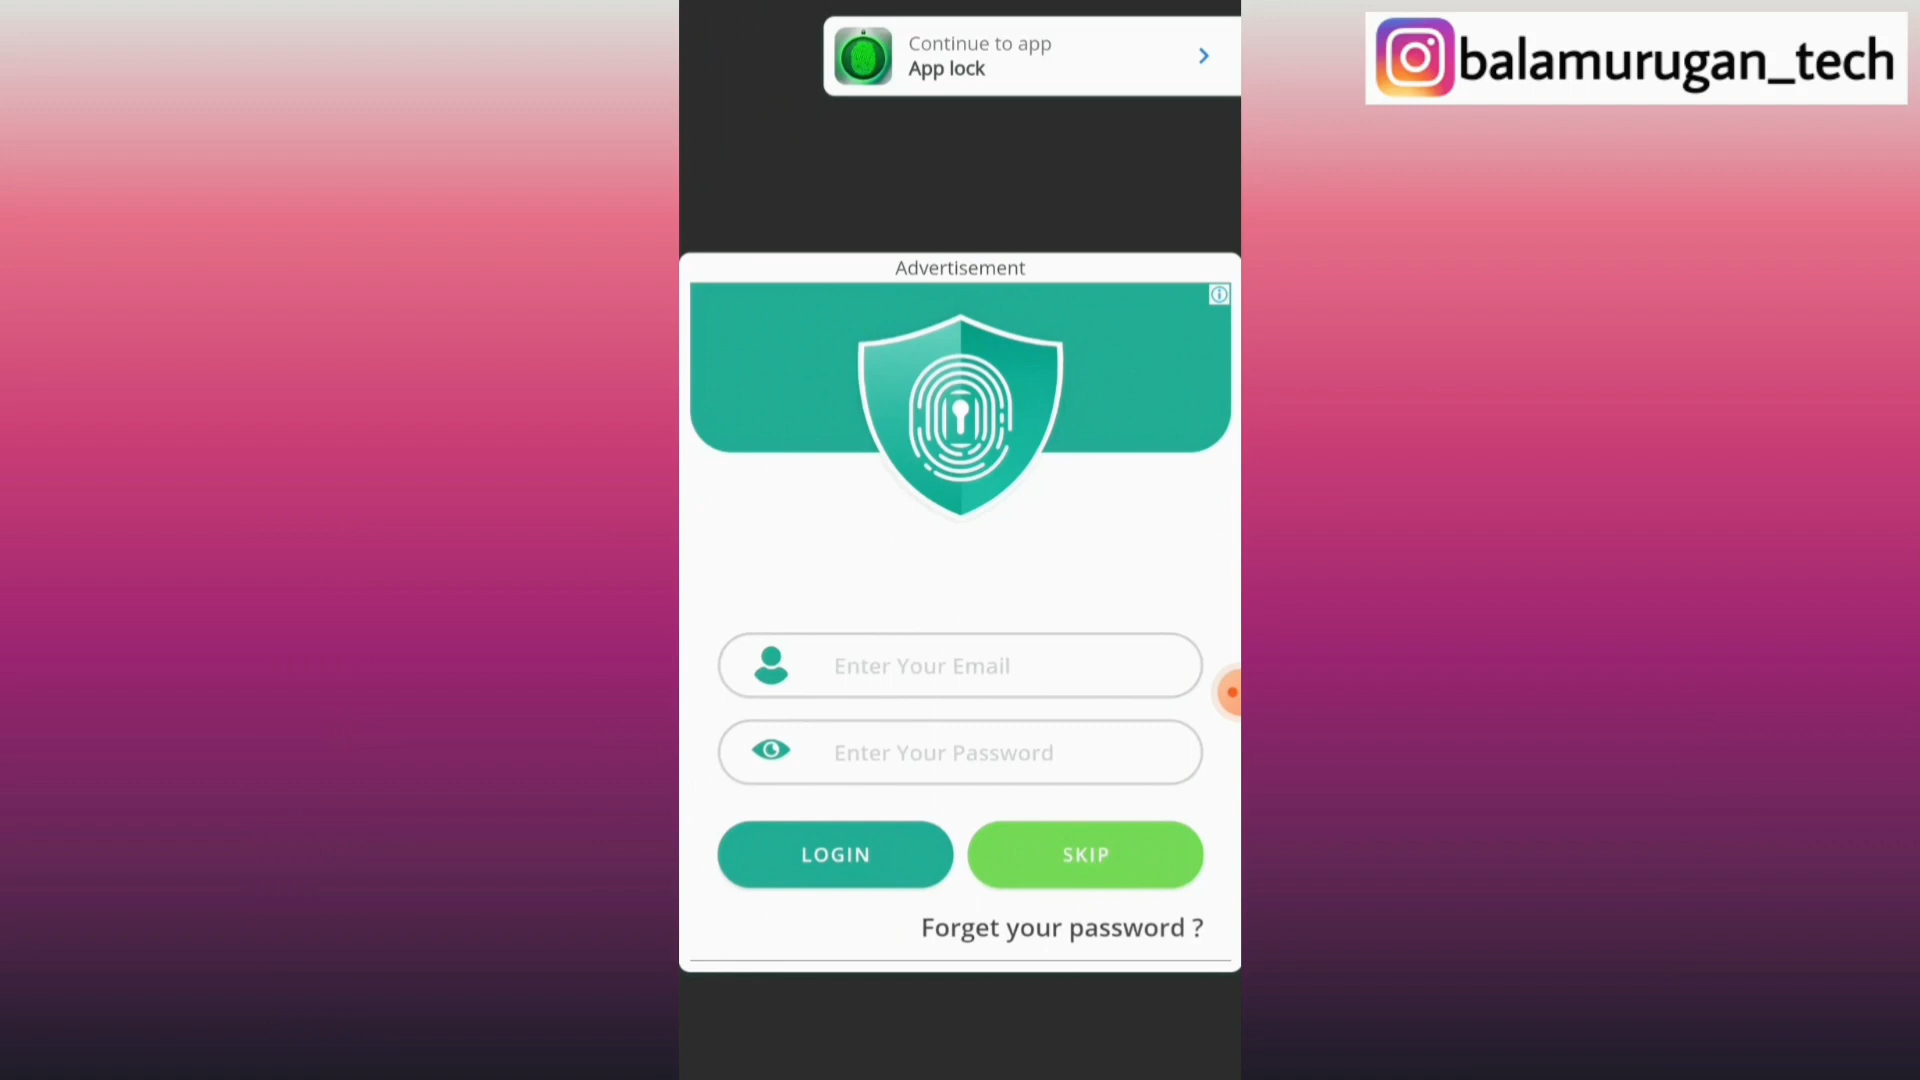 Continue to app
App lock
balamurugan_tech
Advertisement
Enter Your Email
Enter Your Password
LOGIN
SKIP
Forget your password ?